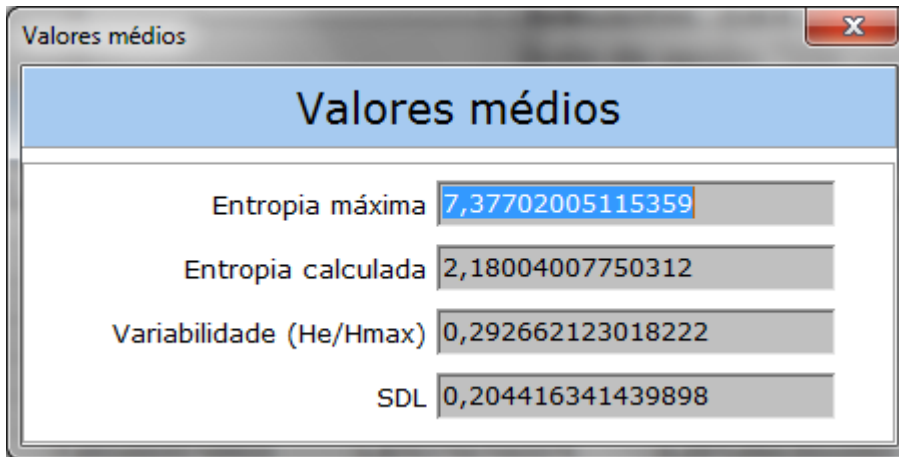 Valores médios
Valores médios
Entropia máxima 7,37702005115359
Entropia calculada 2,18004007750312
Variabilidade (He/Hmax) 0,292662123018222
SDL 0,204416341439898